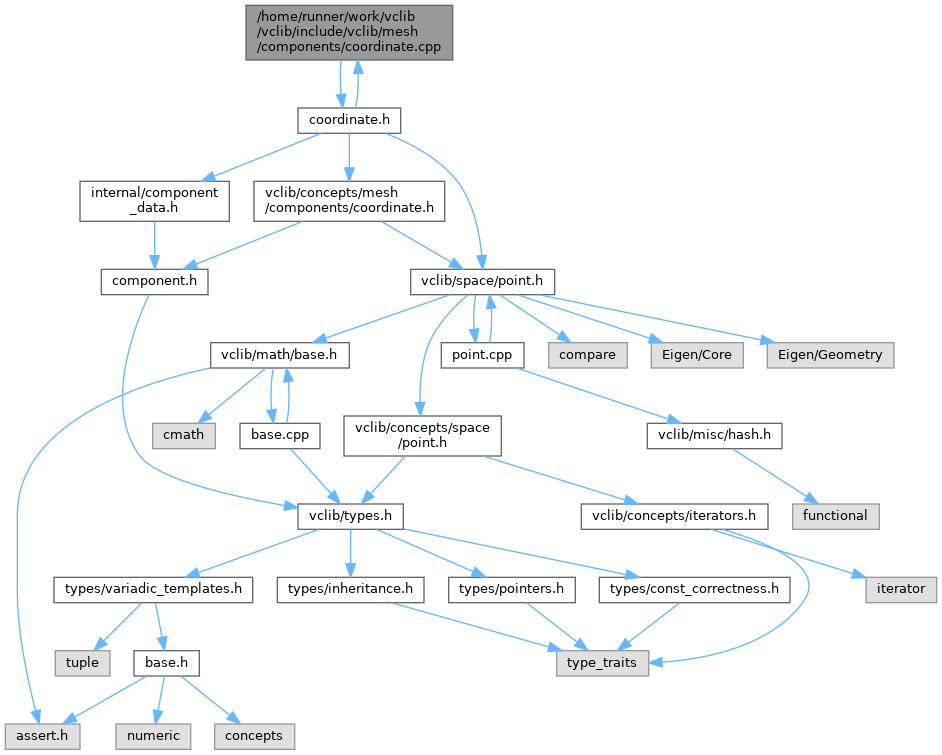 /home/runner/work/vclib
/vclib/include/vclib/mesh
/components/coordinate.cpp
coordinate.h
internal/component
_data.h
vclib/concepts/mesh
/components/coordinate.h
component.h
vclib/space/point.h
vclib/math/base.h
point.cpp
compare
Eigen/Core
Eigen/Geometry
cmath
base.cpp
vclib/concepts/space
/point.h
vclib/misc/hash.h
vclib/types.h
vclib/concepts/iterators.h
functional
types/variadic_templates.h
types/inheritance.h
types/pointers.h
types/const_correctness.h
iterator
tuple
base.h
type_traits
assert.h
numeric
concepts